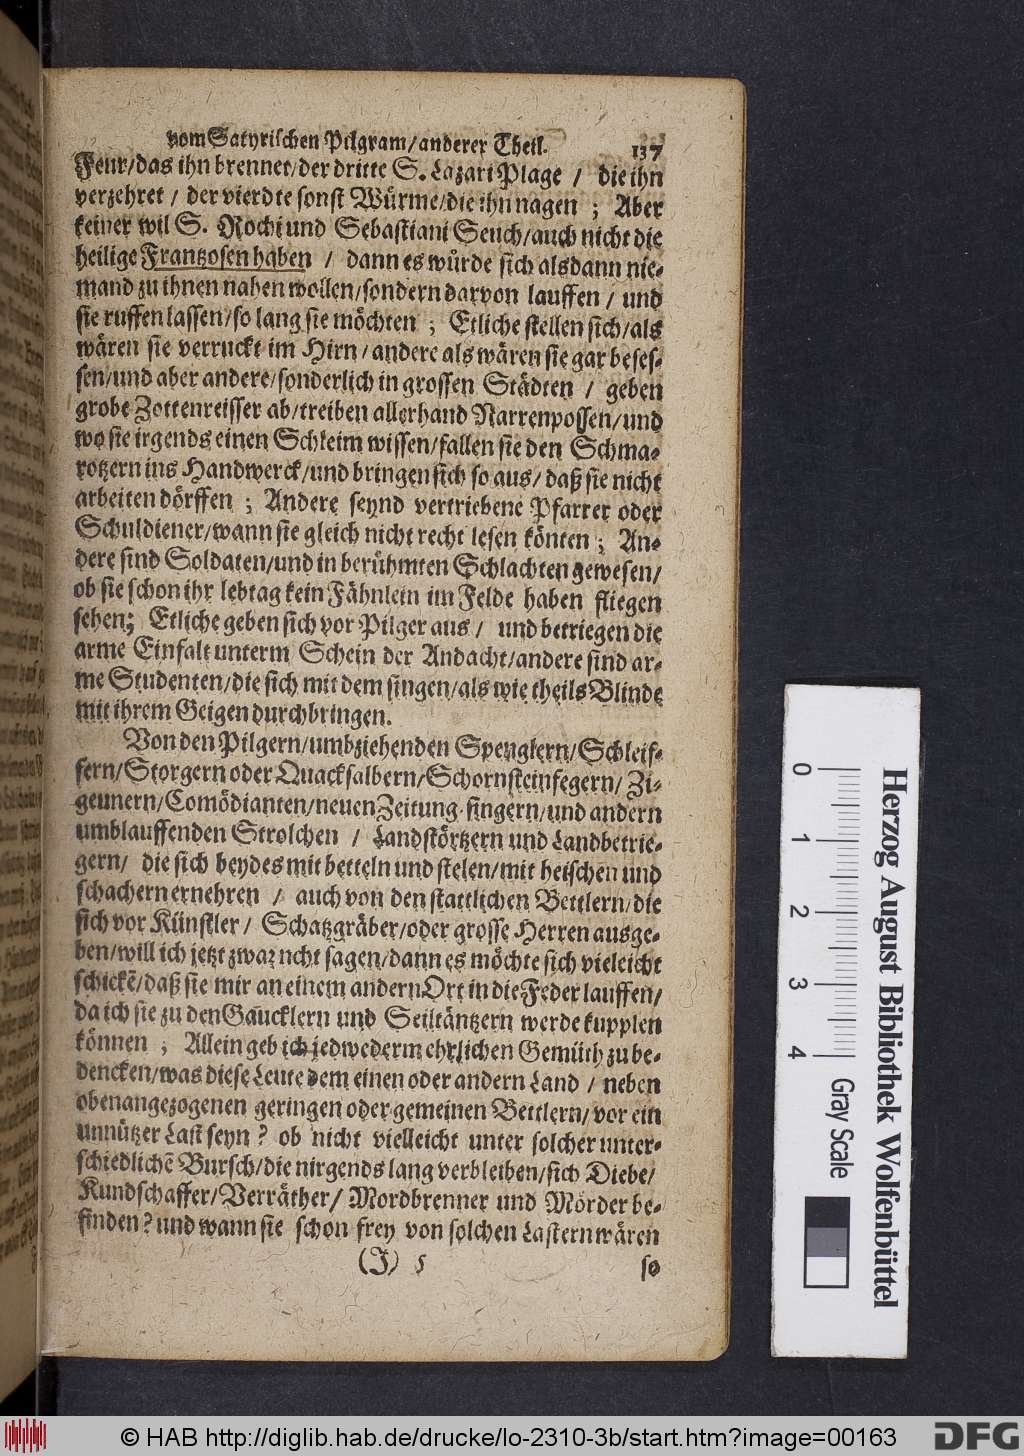 vom Satyrischen Pilgram/ anderer Theil. 137
Feur/ das ihn brennet/ der dritte S. Lazari Plage / die ihn
verzehret / der vierdte sonst Würme/ die ihn nagen ; Aber
keiner wil S. Rochi und Sebastiani Seuch/ auch nicht die
heilige Frantzosen haben / dann es würde sich alsdann nie-
mand zu ihnen nahen wollen/ sondern darvon lauffen / und
sie ruffen lassen/ so lang sie möchten ; Etliche stellen sich/ als
wären sie verruckt im Hirn / andere als wären sie gar beses-
sen/ und aber andere/ sonderlich in grossen Städten / geben
grobe Zottenreisser ab/ treiben allerhand Narrenpossen/ und
wo sie irgends einen Schleim wissen/ fallen sie den Schma-
rotzern ins Handwerck/ und bringen sich so aus/ daß sie nicht
arbeiten dörffen ; Andere seynd vertriebene Pfarrer oder
Schuldiener/ wann sie gleich nicht recht lesen könten ; An-
dere sind Soldaten/ und in berühmten Schlachten gewesen/
ob sie schon ihr lebtag kein Fähnlein im Felde haben fliegen
sehen; Etliche geben sich vor Pilger aus / und betriegen die
arme Einfalt unterm Schein der Andacht/ andere sind ar-
me Studenten/ die sich mit dem singen/ als wie theils Blinde
mit ihrem Geigen durchbringen.
Von den Pilgern/ umbziehenden Spenglern/ Schleif-
fern/ Storgern oder Quacksalbern/ Schornsteinfegern/ Zi-
geunern/ Comödianten/ neuen Zeitung-singern/ und andern
umblauffenden Strolchen / Landstörtzern und Landbetrie-
gern/ die sich beydes mit betteln und stelen/ mit heischen und
schachern ernehren / auch von den stattlichen Bettlern/ die
sich vor Künstler / Schatzgräber/ oder grosse Herren ausge-
ben/ will ich jetzt zwar ncht sagen/ dann es möchte sich vieleicht
schickē/ daß sie mir an einem andern Ort in die Feder lauffen/
da ich sie zu den Gaucklern und Seiltäntzern werde kupplen
können ; Allein geb ich jedwederm ehrlichen Gemüth zu be-
dencken/ was diese Leute dem einen oder andern Land / neben
obenangezogenen geringen oder gemeinen Bettlern/ vor ein
unnützer Last seyn ? ob nicht vielleicht unter solcher unter-
schiedlichē Bursch/ die nirgends lang verbleiben/ sich Diebe/
Kundschaffer/ Verräther/ Mordbrenner und Mörder be-
finden ? und wann sie schon frey von solchen Lastern wären
(J) 5 so
0 1 2 3 4
Gray Scale
Herzog August Bibliothek Wolfenbüttel
© HAB http://diglib.hab.de/drucke/lo-2310-3b/start.htm?image=00163
DFG